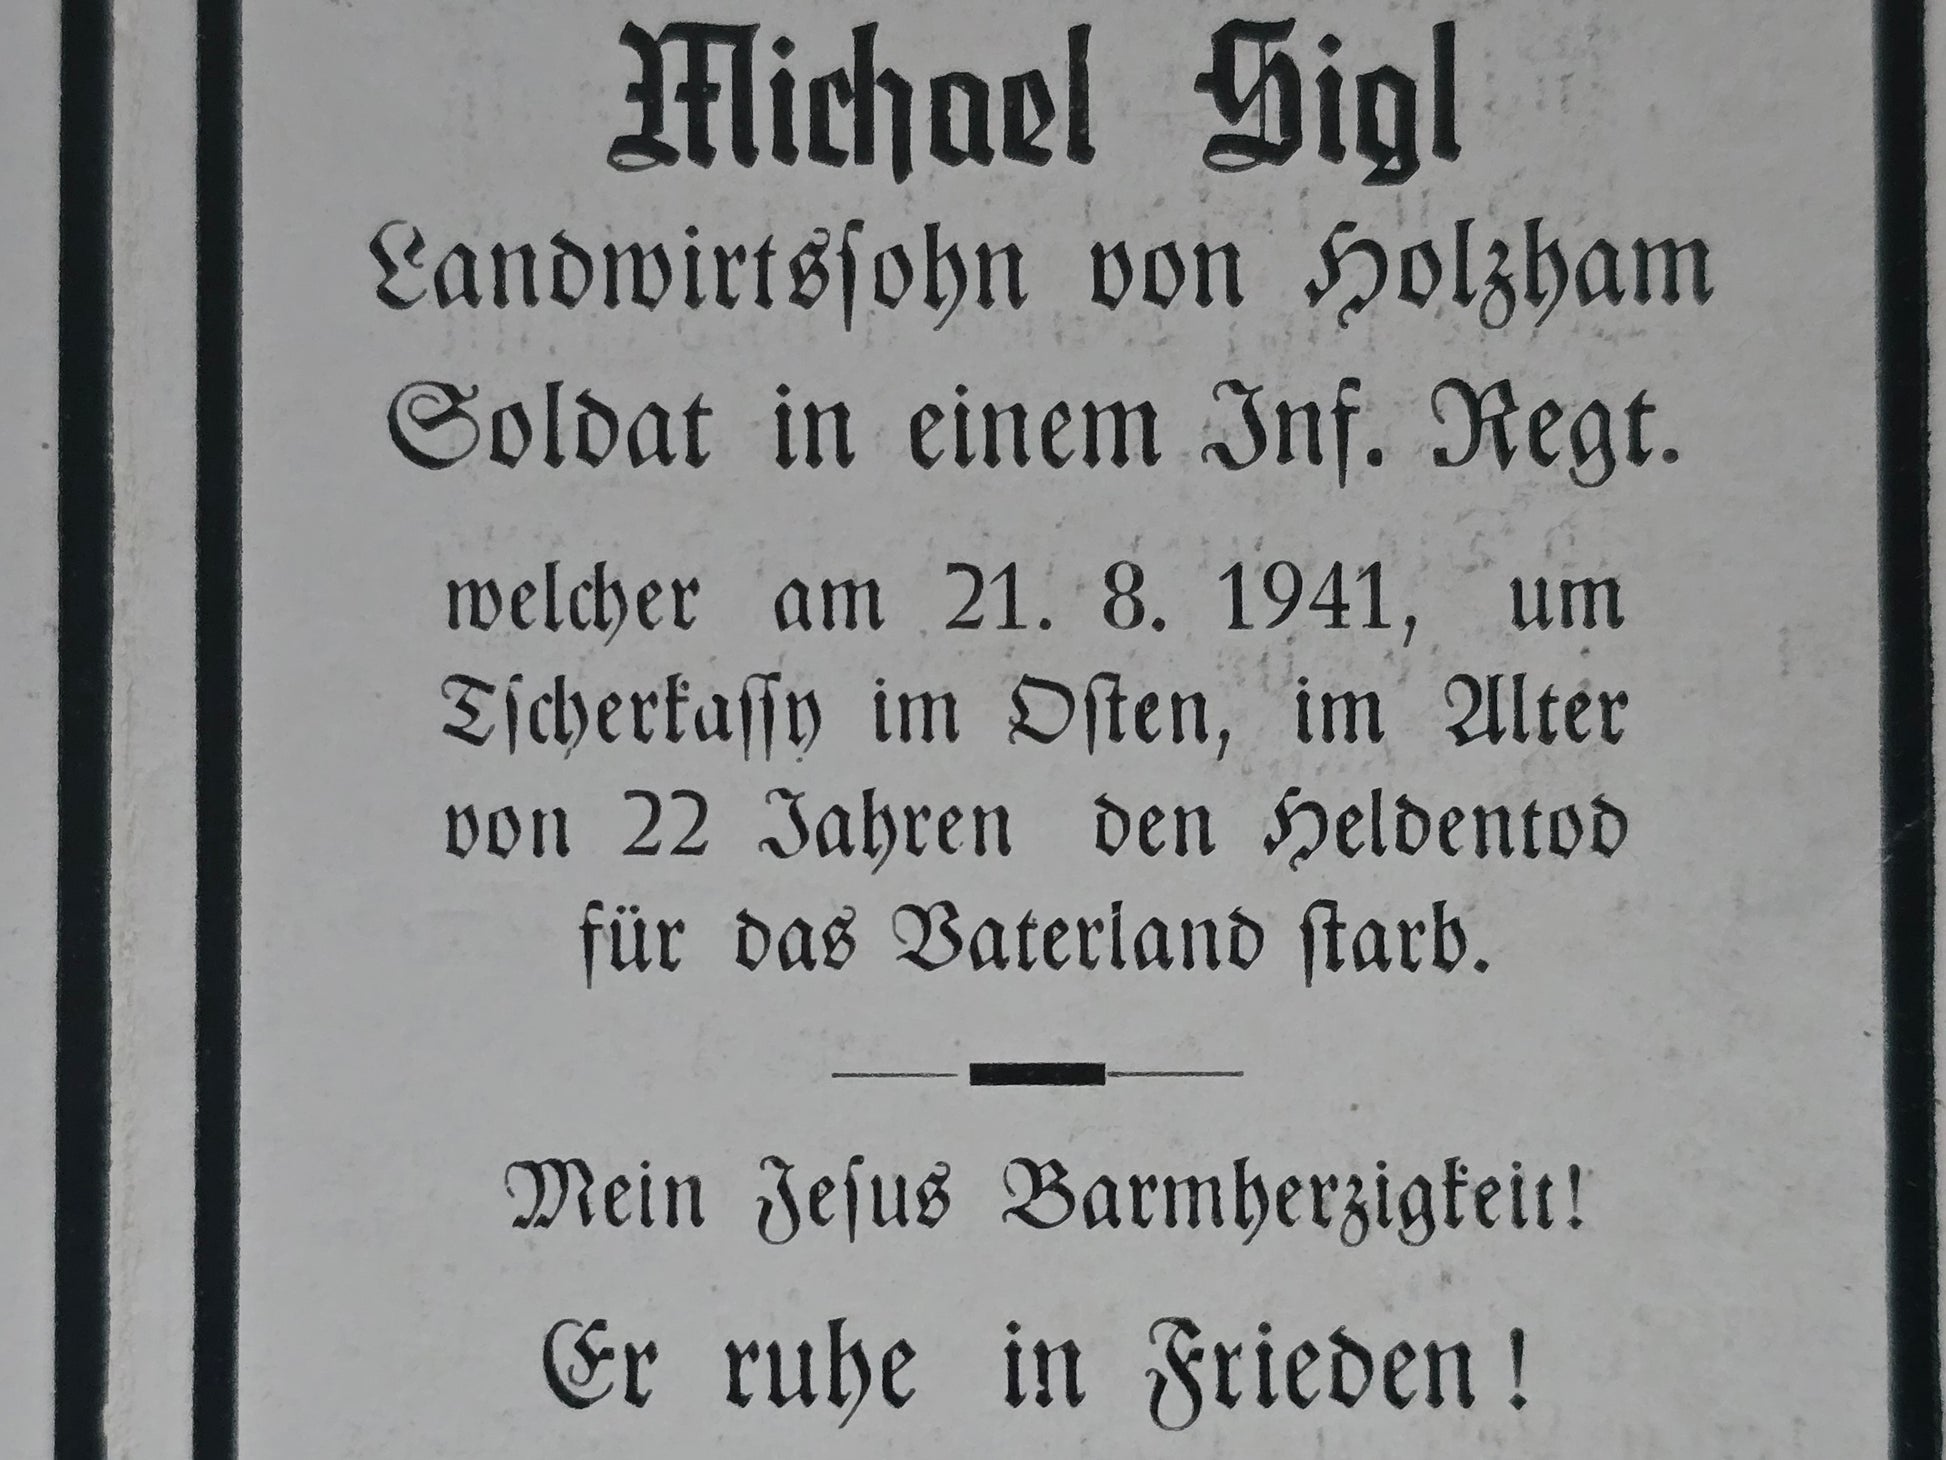 Michael Sigl
Landwirtsſohn von Holzham
Soldat in einem Inf. Regt.
welcher am 21. 8. 1941, um
Tſcherkaſſy im Oſten, im Alter
von 22 Jahren den Heldentod
für das Vaterland ſtarb.
Mein Jeſus Barmherzigkeit!
Er ruhe in Frieden!